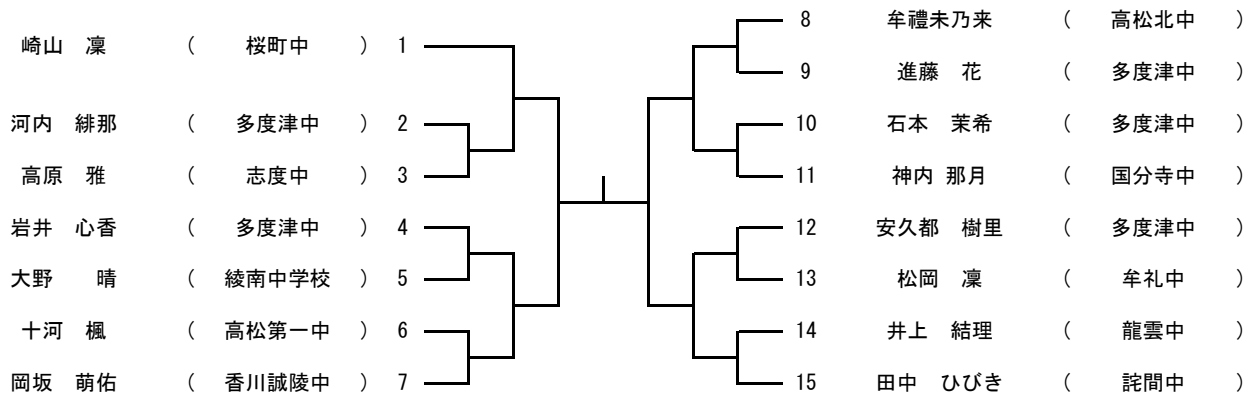 崎山 凜 ( 桜町中 ) 1
河内 緋那 ( 多度津中 ) 2
高原 雅 ( 志度中 ) 3
岩井 心香 ( 多度津中 ) 4
大野 晴 ( 綾南中学校 ) 5
十河 楓 ( 高松第一中 ) 6
岡坂 萌佑 ( 香川誠陵中 ) 7
8 牟禮未乃来 ( 高松北中 )
9 進藤 花 ( 多度津中 )
10 石本 茉希 ( 多度津中 )
11 神内 那月 ( 国分寺中 )
12 安久都 樹里 ( 多度津中 )
13 松岡 凜 ( 牟礼中 )
14 井上 結理 ( 龍雲中 )
15 田中 ひびき ( 詫間中 )